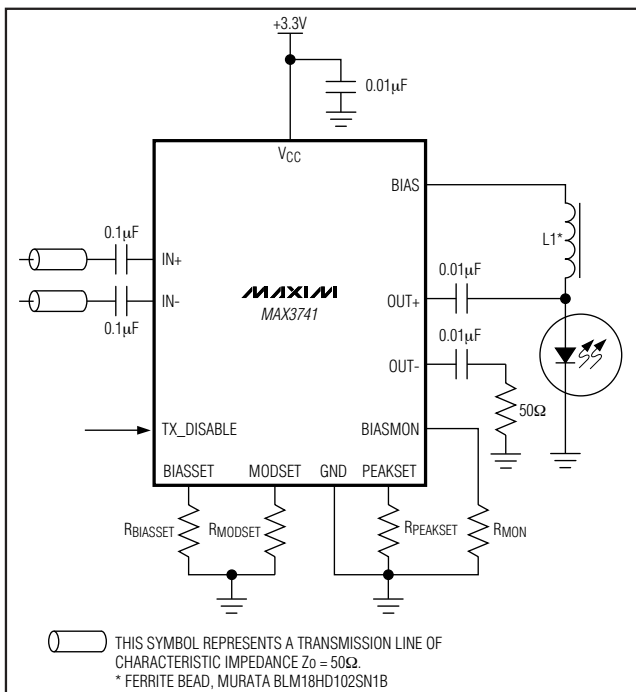 +3.3V
0.01µF
VCC
BIAS
L1*
0.1µF
IN+
0.01µF
MAXIM
MAX3741
OUT+
IN-
0.1µF
0.01µF
OUT-
50Ω
TX_DISABLE
BIASMON
BIASSET MODSET GND PEAKSET
RBIASSET RMODSET RPEAKSET RMON
THIS SYMBOL REPRESENTS A TRANSMISSION LINE OF
CHARACTERISTIC IMPEDANCE Zo = 50Ω.
* FERRITE BEAD, MURATA BLM18HD102SN1B